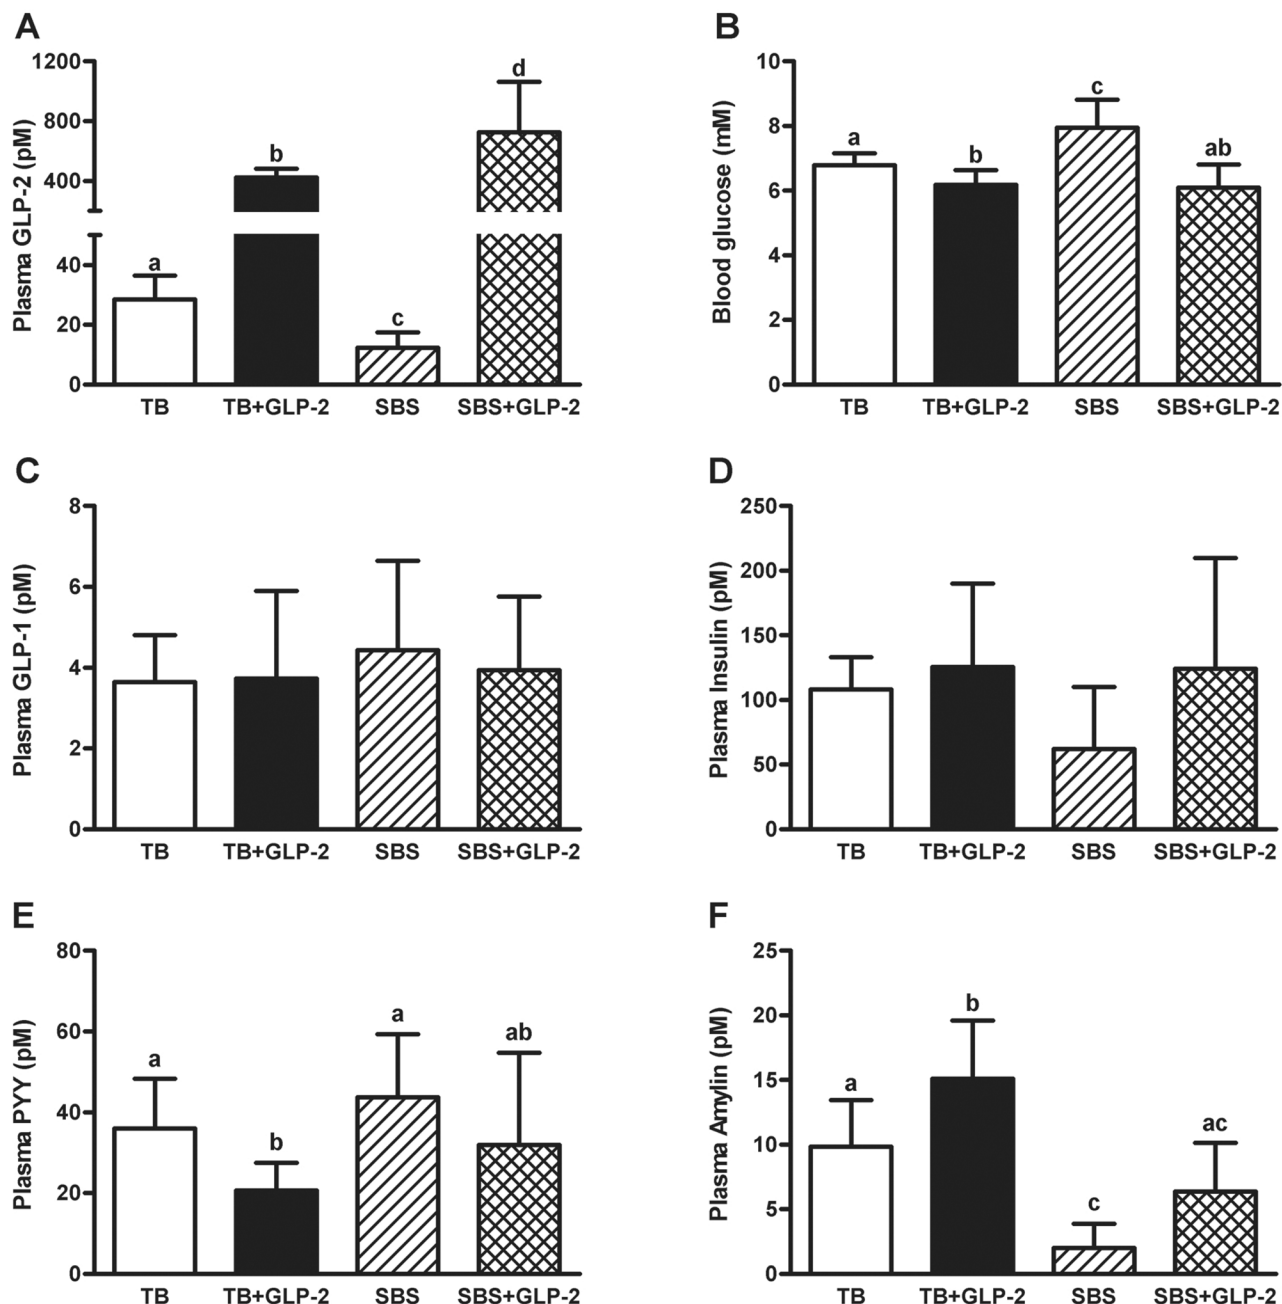 A
Plasma GLP-2 (pM)
1200
800
400
40
20
0
a
b
c
d
TB
TB+GLP-2
SBS
SBS+GLP-2
B
Blood glucose (mM)
10
8
6
4
2
0
a
b
c
ab
TB
TB+GLP-2
SBS
SBS+GLP-2
C
Plasma GLP-1 (pM)
8
6
4
2
0
TB
TB+GLP-2
SBS
SBS+GLP-2
D
Plasma Insulin (pM)
250
200
150
100
50
0
TB
TB+GLP-2
SBS
SBS+GLP-2
E
Plasma PYY (pM)
80
60
40
20
0
a
b
a
ab
TB
TB+GLP-2
SBS
SBS+GLP-2
F
Plasma Amylin (pM)
25
20
15
10
5
0
a
b
c
ac
TB
TB+GLP-2
SBS
SBS+GLP-2